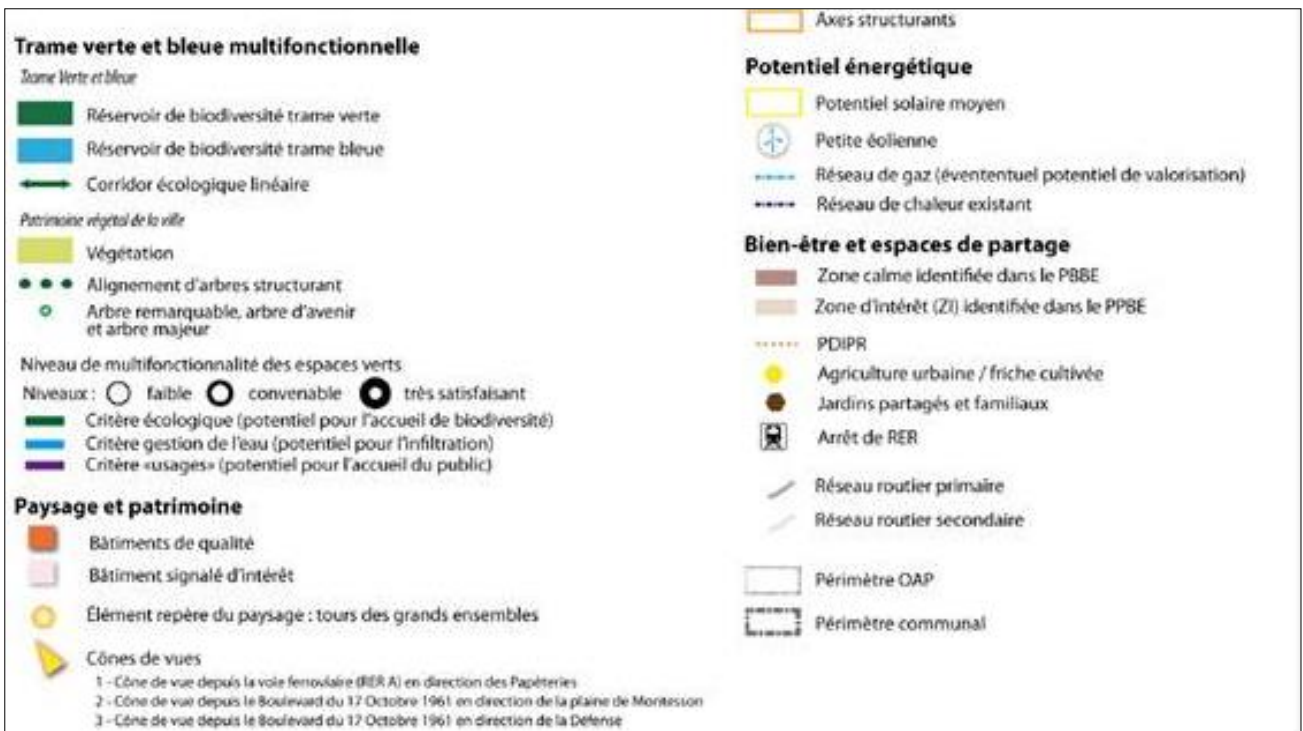 Trame verte et bleue multifonctionnelle
Trame Verte et bleue
Réservoir de biodiversité trame verte
Réservoir de biodiversité trame bleue
Corridor écologique linéaire
Patrimoine végétal de la ville
Végétation
Alignement d'arbres structurant
Arbre remarquable, arbre d'avenir
et arbre majeur
Niveau de multifonctionnalité des espaces verts
Niveaux : faible convenable très satisfaisant
Critère écologique (potentiel pour l'accueil de biodiversité)
Critère gestion de l'eau (potentiel pour l'infiltration)
Critère «usages» (potentiel pour l'accueil du public)
Paysage et patrimoine
Bâtiments de qualité
Bâtiment signalé d'intérêt
Élément repère du paysage : tours des grands ensembles
Cônes de vues
1 - Cône de vue depuis la voie ferroviaire (RER A) en direction des Papèteries
2 - Cône de vue depuis le Boulevard du 17 Octobre 1961 en direction de la plaine de Montesson
3 - Cône de vue depuis le Boulevard du 17 Octobre 1961 en direction de la Défense
Axes structurants
Potentiel énergétique
Potentiel solaire moyen
Petite éolienne
Réseau de gaz (évententuel potentiel de valorisation)
Réseau de chaleur existant
Bien-être et espaces de partage
Zone calme identifiée dans le PBBE
Zone d'intérêt (ZI) identifiée dans le PPBE
PDIPR
Agriculture urbaine / friche cultivée
Jardins partagés et familiaux
Arrêt de RER
Réseau routier primaire
Réseau routier secondaire
Périmètre OAP
Périmètre communal